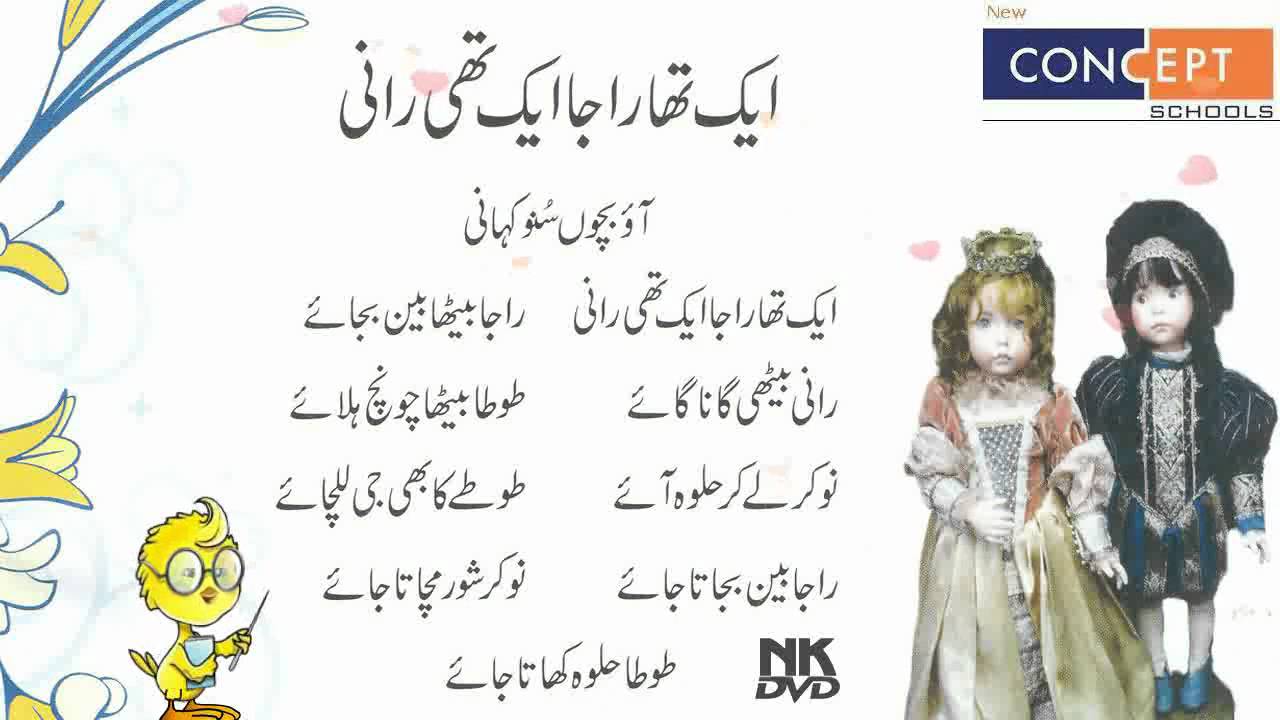 New
CONCEPT
SCHOOLS
ایک تھا راجا ایک تھی رانی
آؤ بچوں سُنو کہانی
ایک تھا راجا ایک تھی رانی راجا بیٹھا بین بجائے
رانی بیٹھی گانا گائے طوطا بیٹھا چونچ ہلائے
نوکر لے کر حلوہ آئے طوطے کا بھی جی للچائے
راجا بین بجاتا جائے نوکر شور مچاتا جائے
طوطا حلوہ کھاتا جائے
NK
DVD